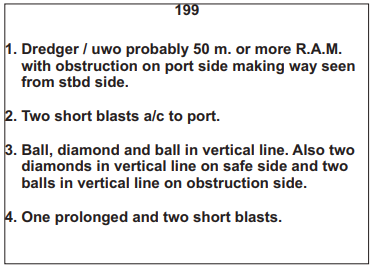 199
1. Dredger / uwo probably 50 m. or more R.A.M.
with obstruction on port side making way seen
from stbd side.
2. Two short blasts a/c to port.
3. Ball, diamond and ball in vertical line. Also two
diamonds in vertical line on safe side and two
balls in vertical line on obstruction side.
4. One prolonged and two short blasts.